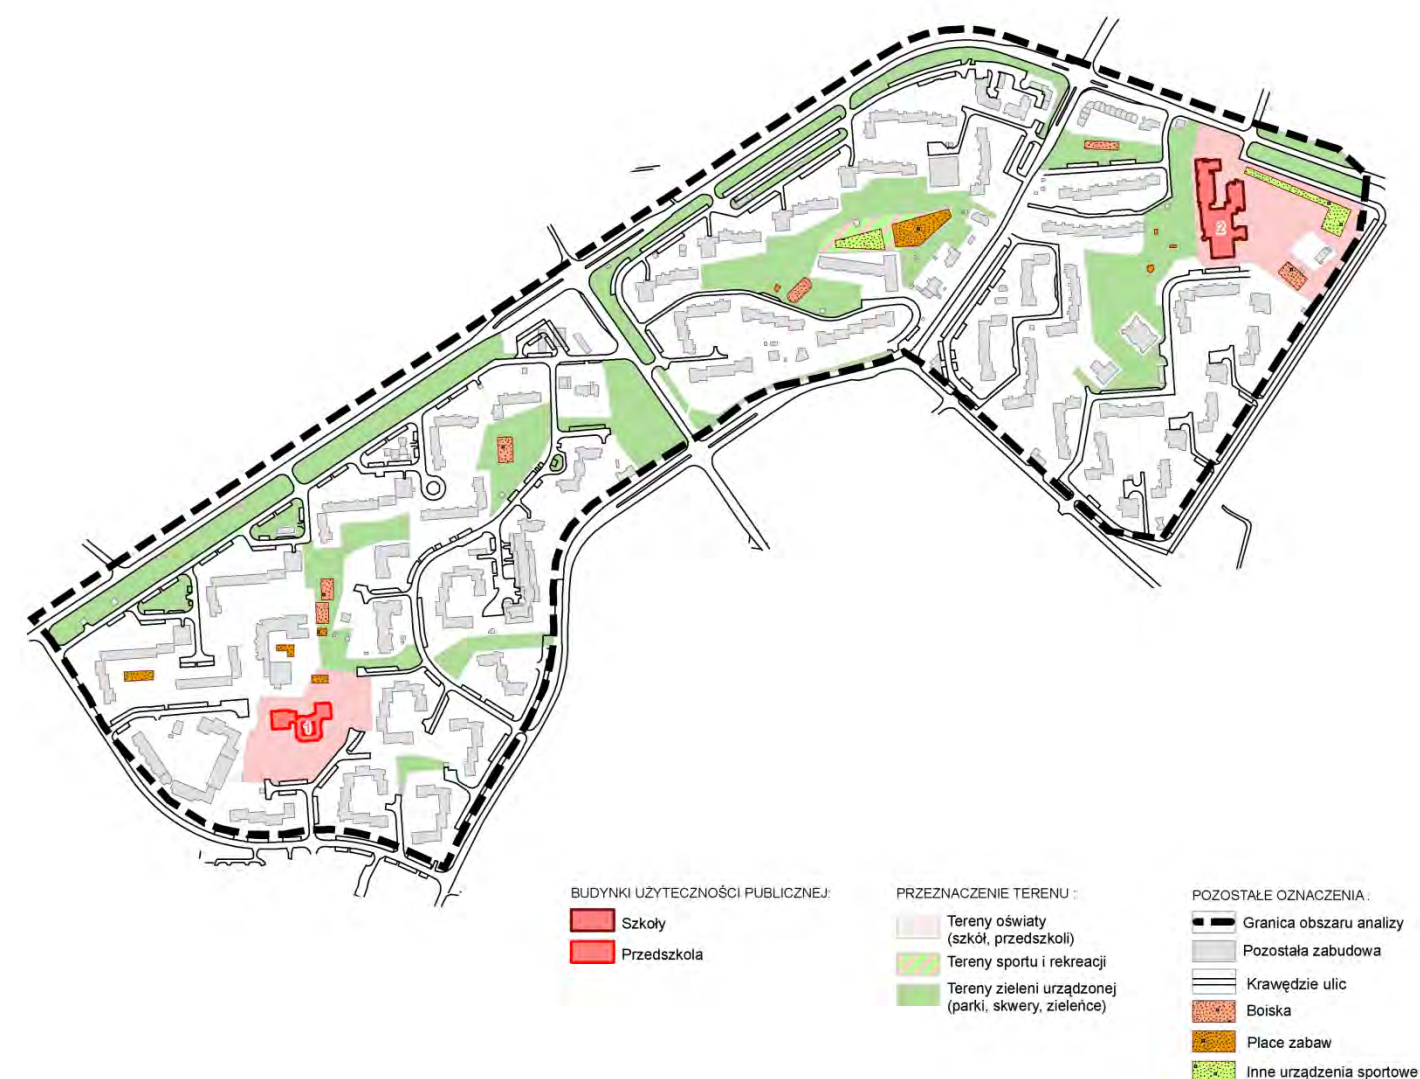 2
1
BUDYNKI UŻYTECZNOŚCI PUBLICZNEJ:
Szkoły
Przedszkola
PRZEZNACZENIE TERENU :
Tereny oświaty
(szkół, przedszkoli)
Tereny sportu i rekreacji
Tereny zieleni urządzonej
(parki, skwery, zieleńce)
POZOSTAŁE OZNACZENIA :
Granica obszaru analizy
Pozostała zabudowa
Krawędzie ulic
Boiska
Place zabaw
Inne urządzenia sportowe